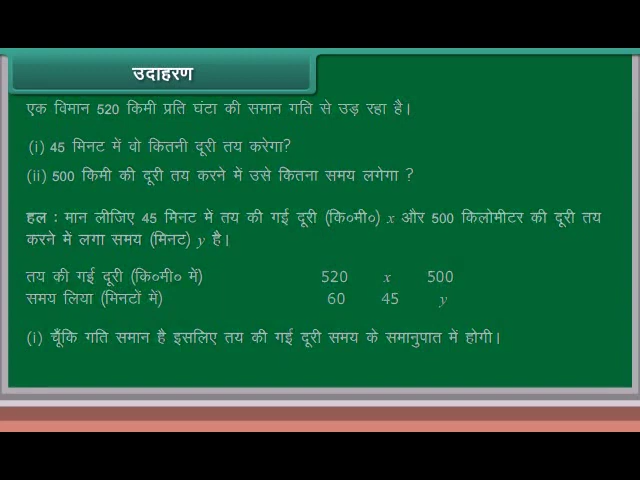 उदाहरण
एक विमान 520 किमी प्रति घंटा की समान गति से उड़ रहा है।
(i) 45 मिनट में वो कितनी दूरी तय करेगा?
(ii) 500 किमी की दूरी तय करने में उसे कितना समय लगेगा ?
हल : मान लीजिए 45 मिनट में तय की गई दूरी (कि०मी०) x और 500 किलोमीटर की दूरी तय
करने में लगा समय (मिनट) y है।
तय की गई दूरी (कि०मी० में) 520 x 500
समय लिया (मिनटों में) 60 45 y
(i) चूँकि गति समान है इसलिए तय की गई दूरी समय के समानुपात में होगी।